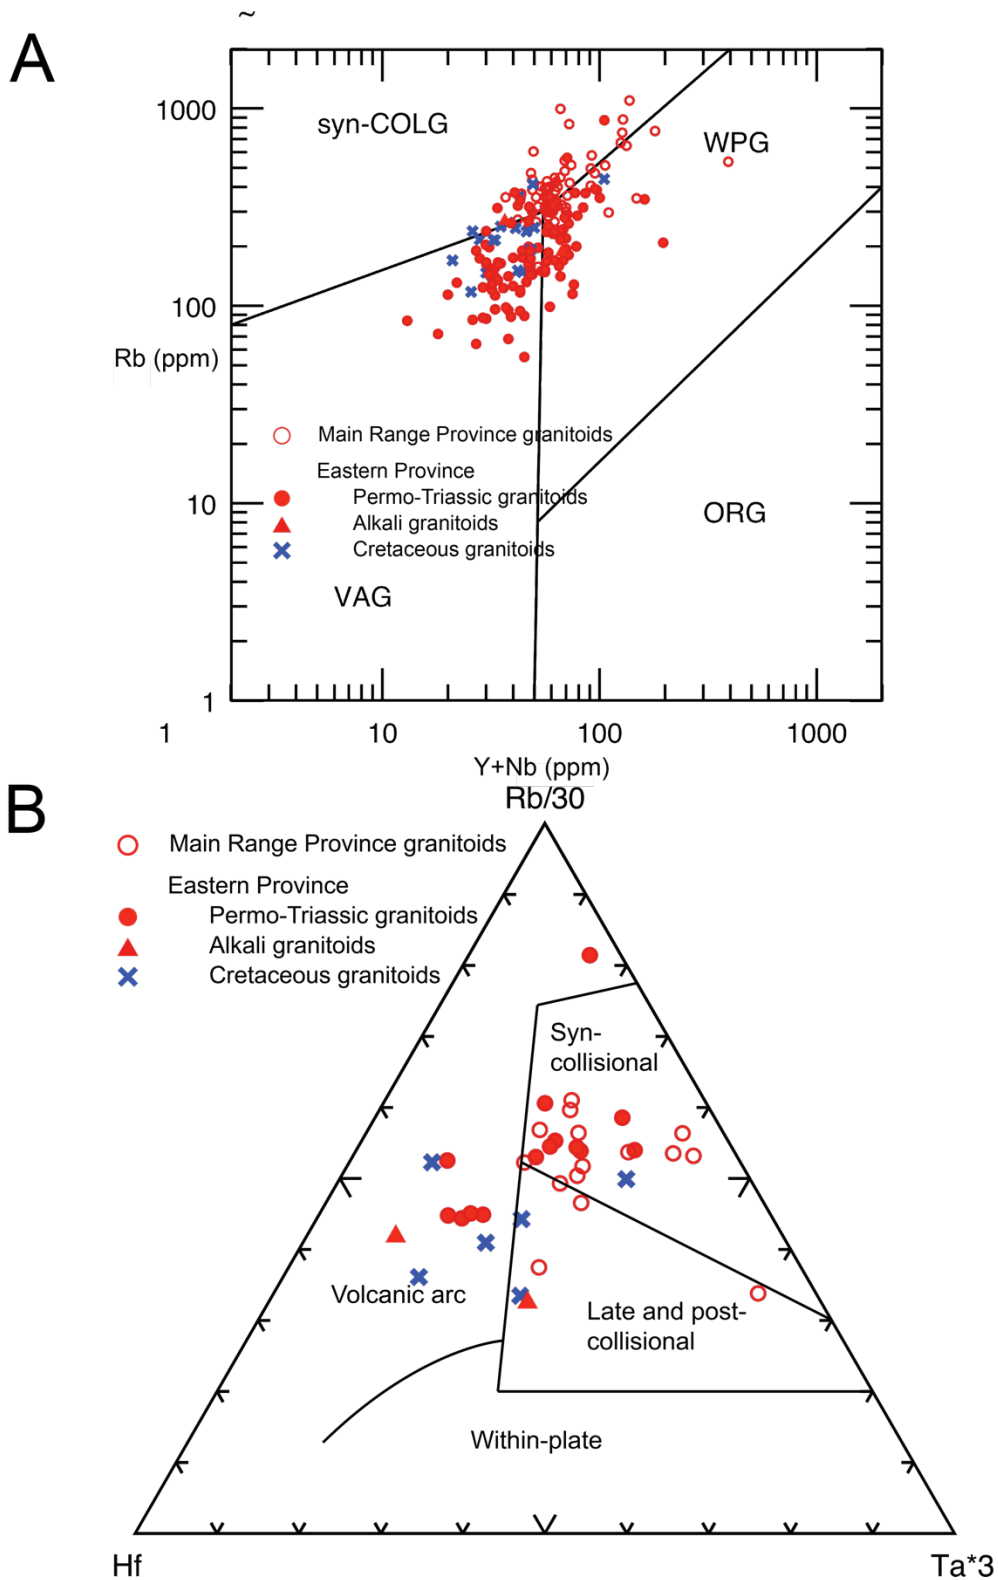 ~
A
1000
syn-COLG
WPG
100
Rb (ppm)
Main Range Province granitoids
Eastern Province
Permo-Triassic granitoids
10
ORG
Alkali granitoids
Cretaceous granitoids
VAG
1
1 10 100 1000
Y+Nb (ppm)
B
Rb/30
Main Range Province granitoids
Eastern Province
Permo-Triassic granitoids
Alkali granitoids
Cretaceous granitoids
Syn-
collisional
Volcanic arc
Late and post-
collisional
Within-plate
Hf
Ta*3